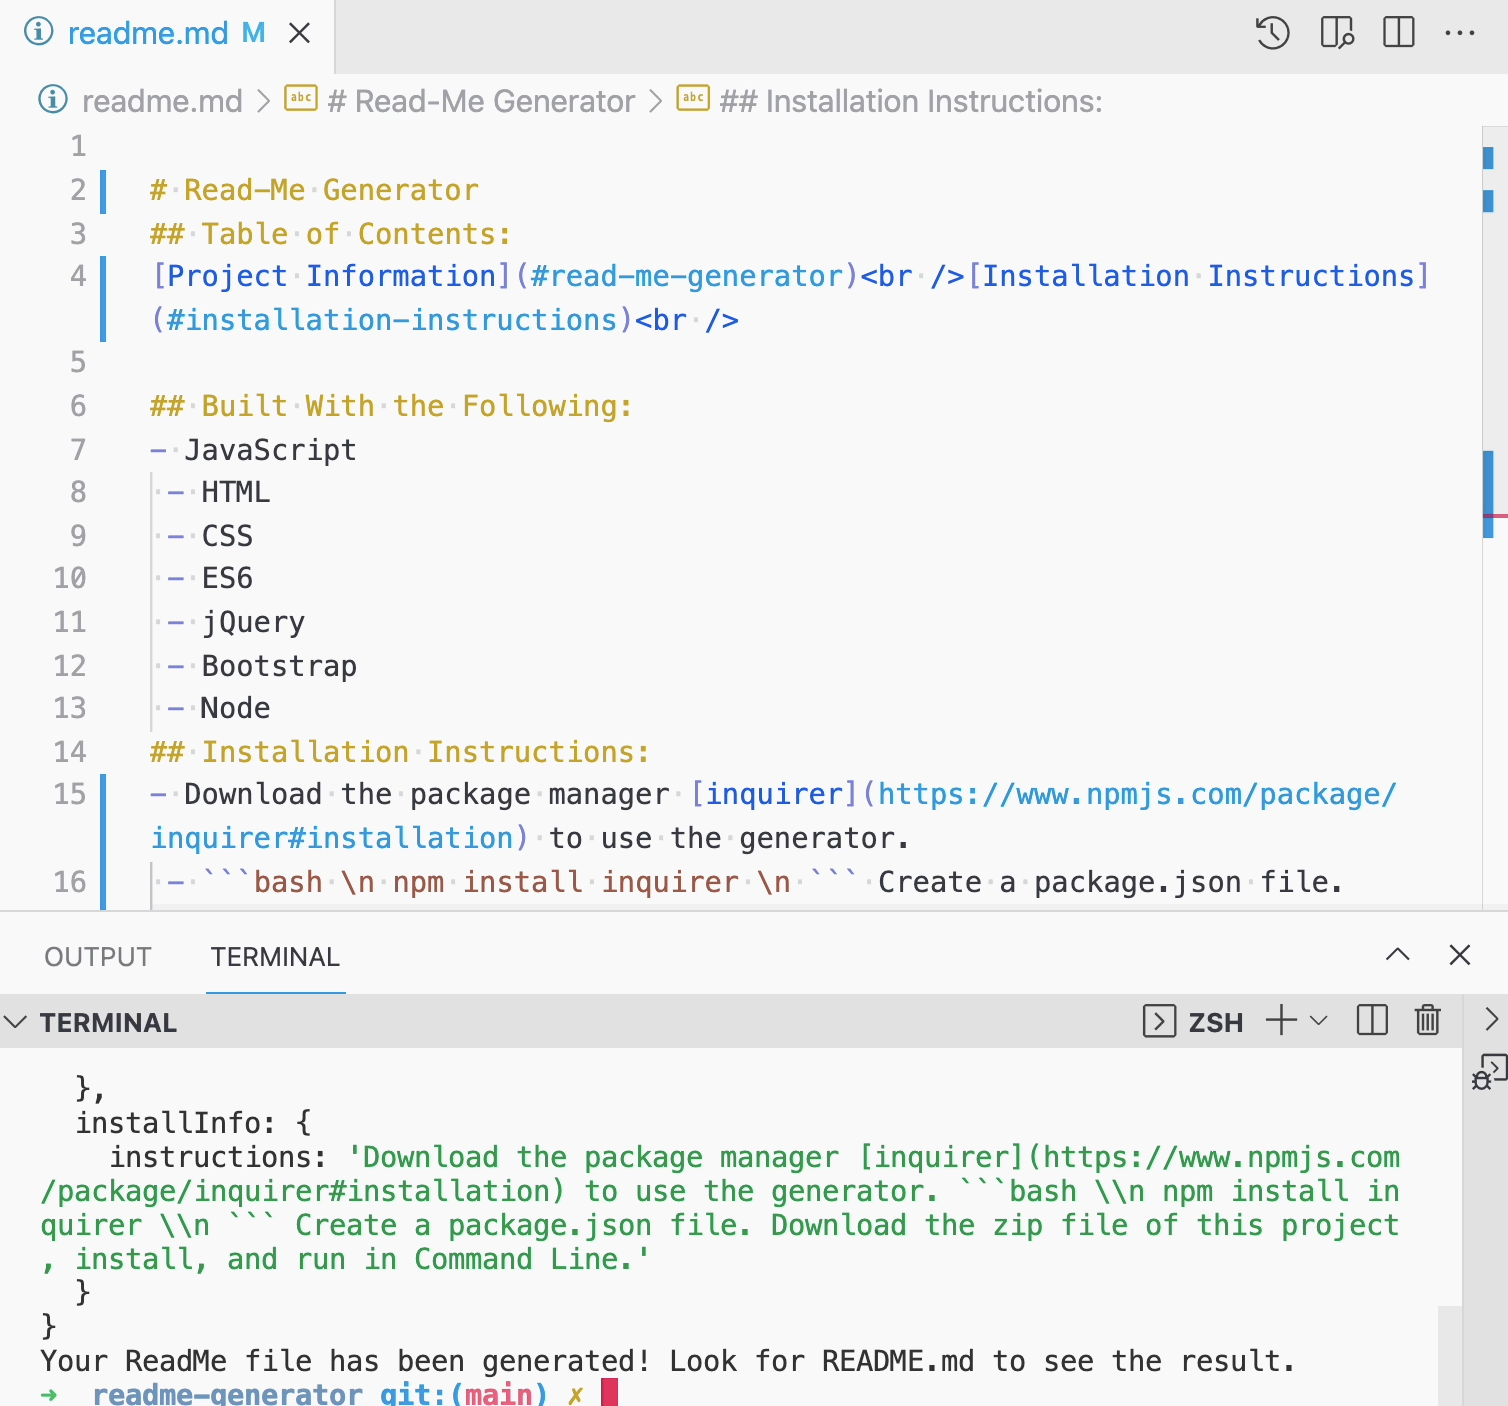 readme.md M
readme.md > # Read-Me Generator > ## Installation Instructions:
1
2 # Read-Me Generator
3 ## Table of Contents:
4 [Project Information](#read-me-generator)<br />[Installation Instructions]
(#installation-instructions)<br />
5
6 ## Built With the Following:
7 - JavaScript
8 - HTML
9 - CSS
10 - ES6
11 - jQuery
12 - Bootstrap
13 - Node
14 ## Installation Instructions:
15 - Download the package manager [inquirer](https://www.npmjs.com/package/
inquirer#installation) to use the generator.
16 - ```bash \n npm install inquirer \n ``` Create a package.json file.
OUTPUT TERMINAL
TERMINAL ZSH
},
installInfo: {
instructions: 'Download the package manager [inquirer](https://www.npmjs.com
/package/inquirer#installation) to use the generator. ```bash \\n npm install in
quirer \\n ``` Create a package.json file. Download the zip file of this project
, install, and run in Command Line.'
}
}
Your ReadMe file has been generated! Look for README.md to see the result.
➜ readme-generator git:(main) ✗